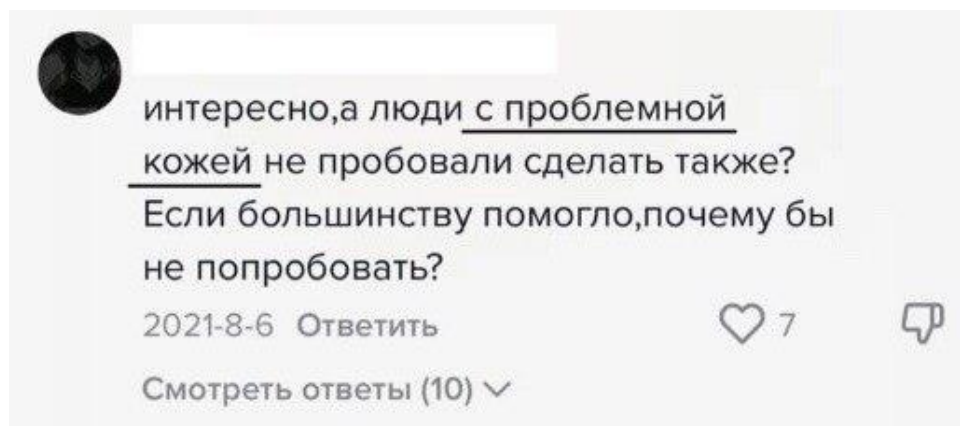 интересно,а люди с проблемной
кожей не пробовали сделать также?
Если большинству помогло,почему бы
не попробовать?
2021-8-6 Ответить 7
Смотреть ответы (10)